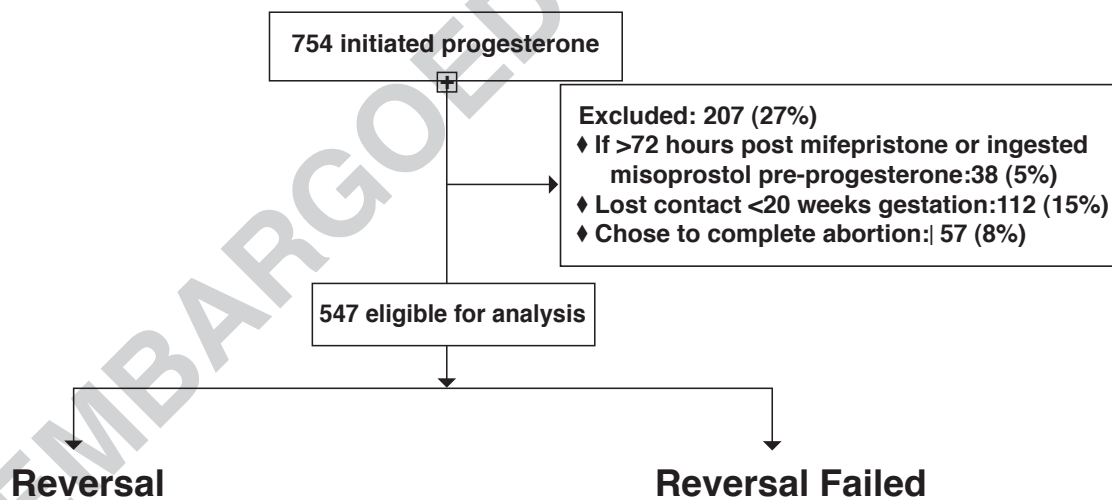 754 initiated progesterone
+
Excluded: 207 (27%)
♦ If >72 hours post mifepristone or ingested
misoprostol pre-progesterone:38 (5%)
♦ Lost contact <20 weeks gestation:112 (15%)
♦ Chose to complete abortion:| 57 (8%)
547 eligible for analysis
Reversal
Reversal Failed
EMBARGOED